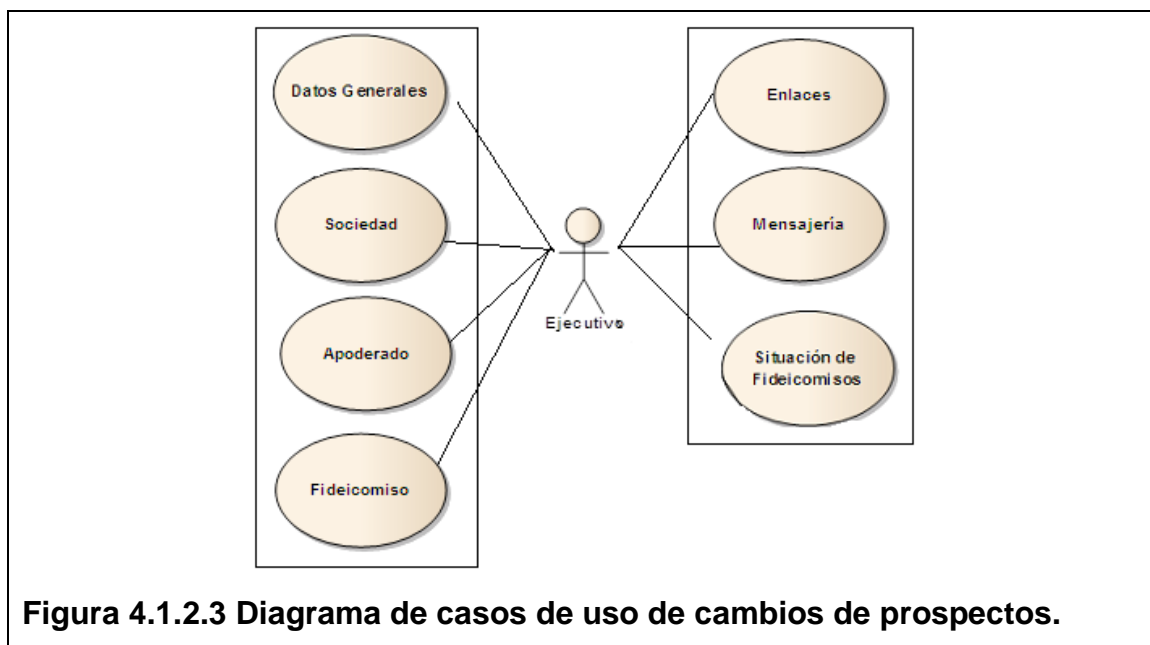 Datos Generales
Sociedad
Apoderado
Fideicomiso
Ejecutivo
Enlaces
Mensajería
Situación de
Fideicomisos
Figura 4.1.2.3 Diagrama de casos de uso de cambios de prospectos.